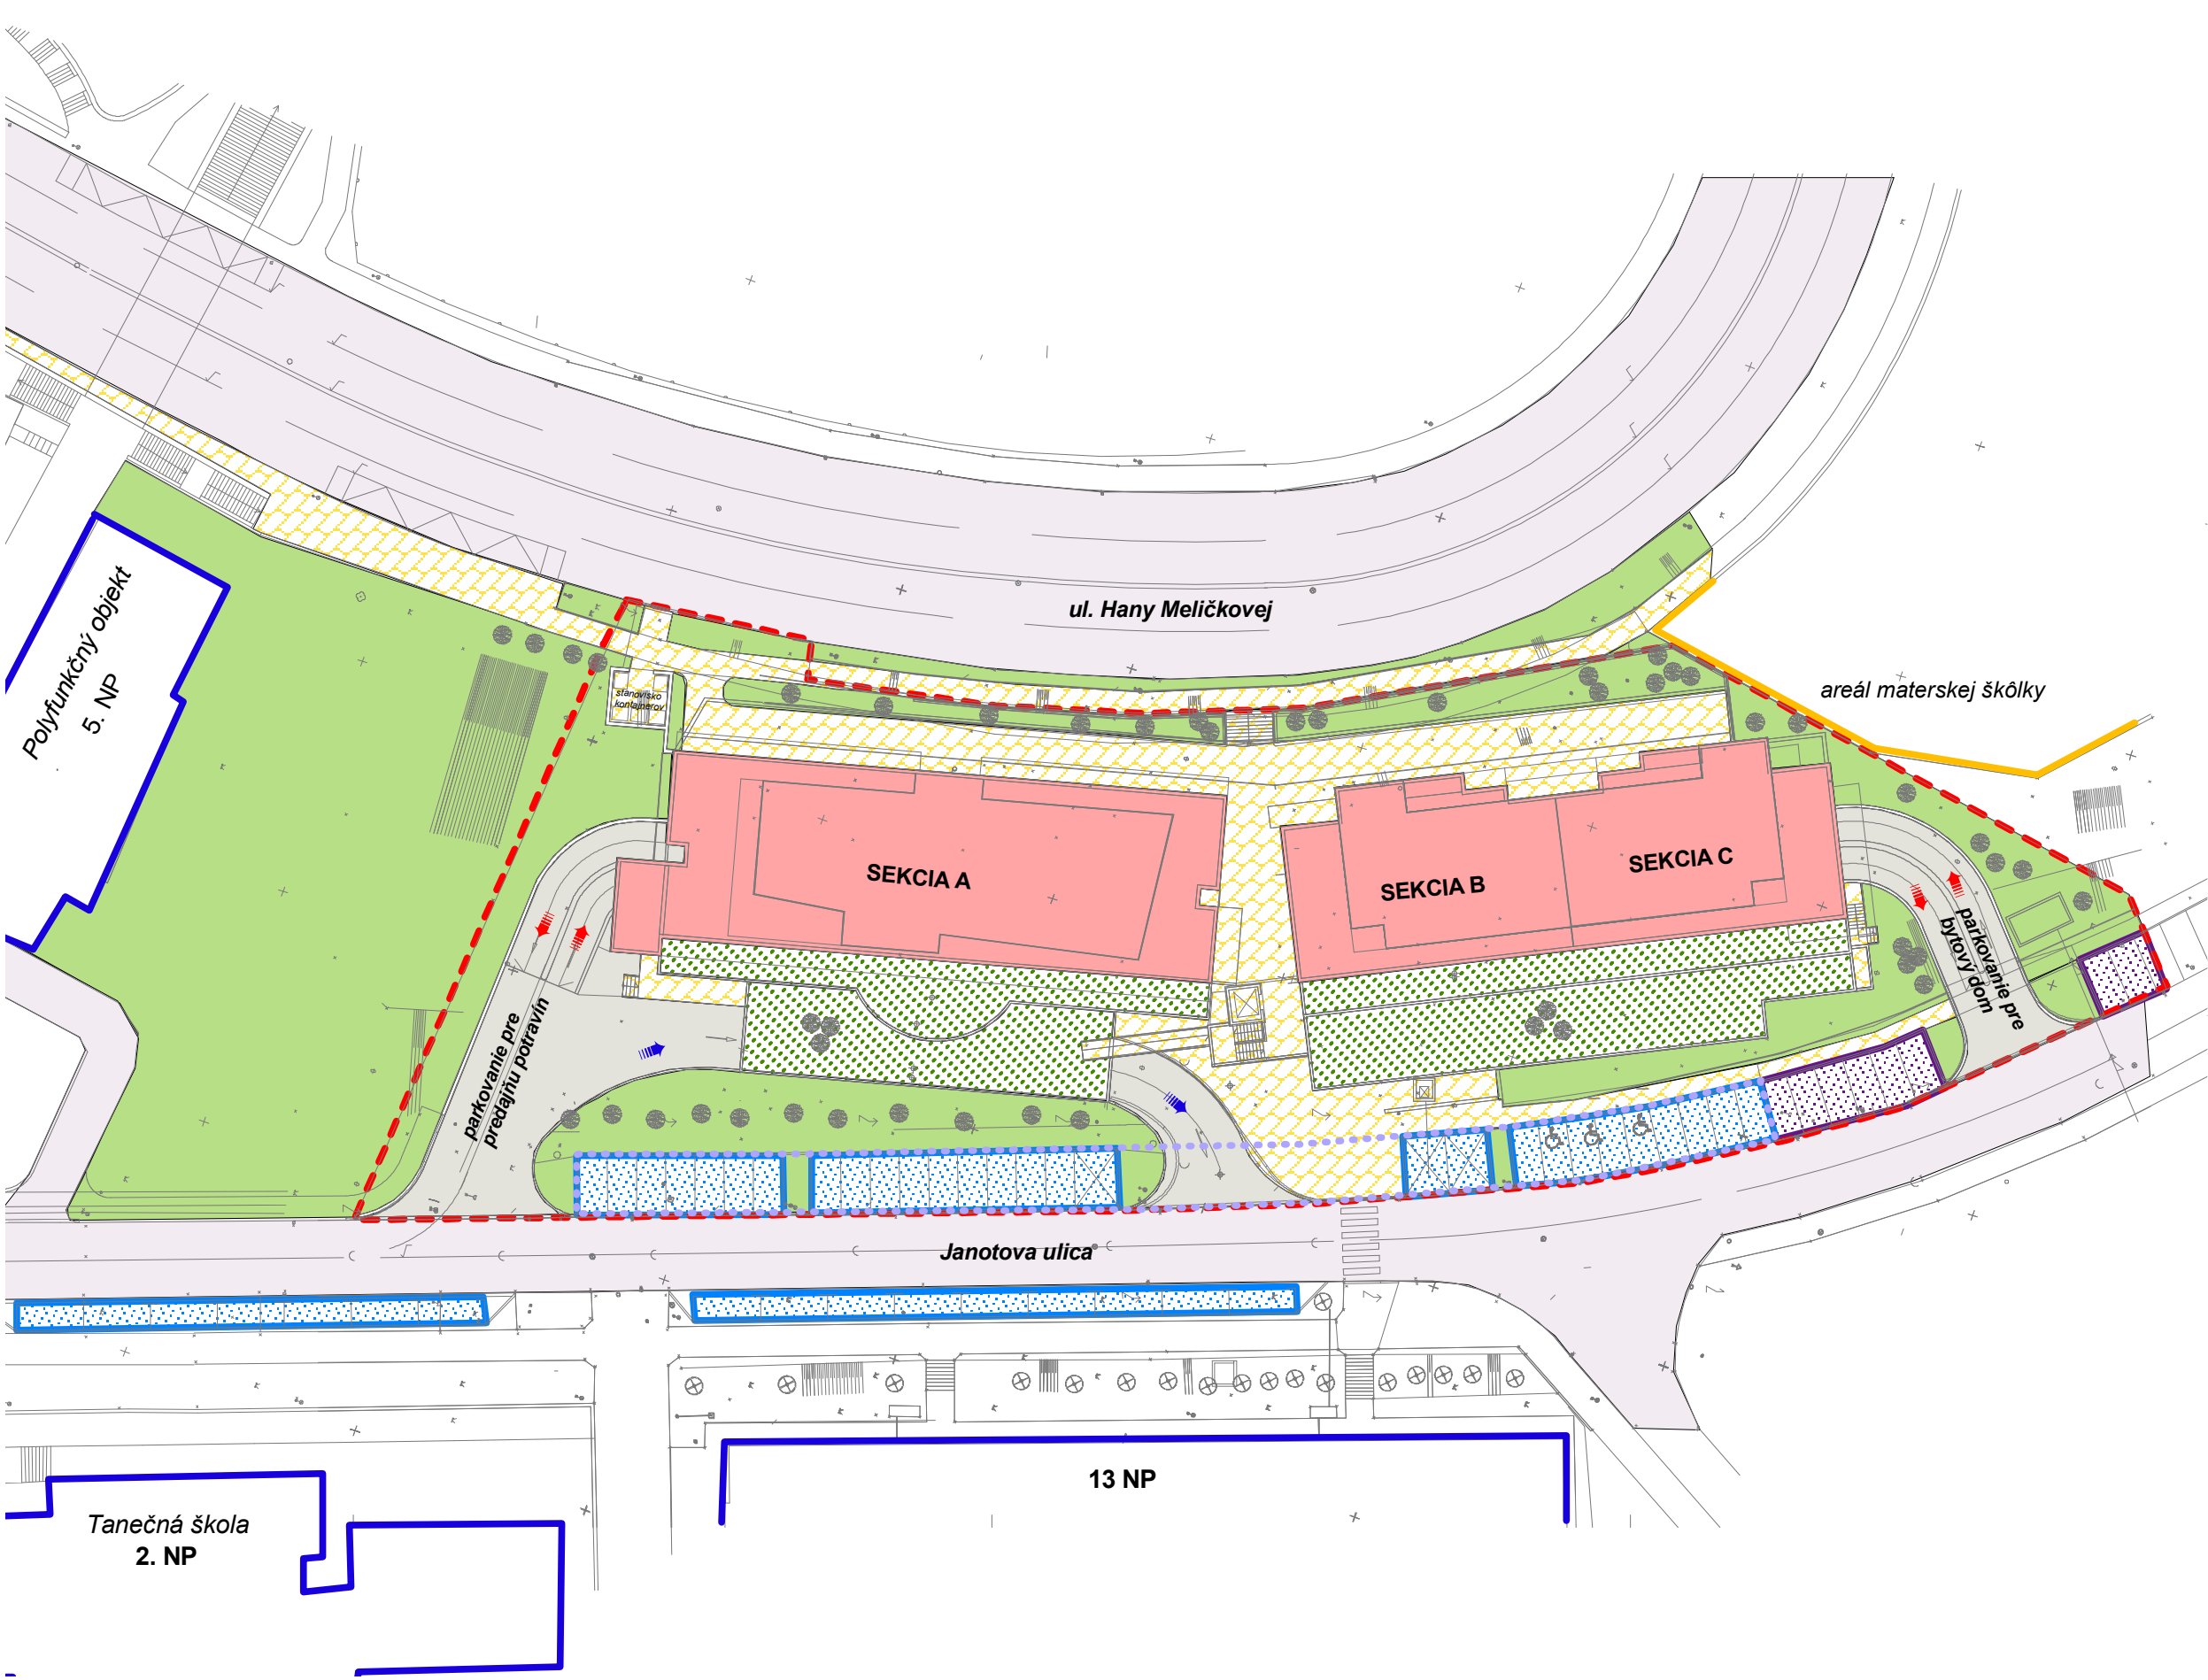 ul. Hany Meličkovej
Polyfunkčný objekt
5. NP
stanovisko
kontajnerov
areál materskej škôlky
SEKCIA A
SEKCIA B
SEKCIA C
parkovanie pre
predajňu potravín
parkovanie pre
bytový dom
Janotova ulica
13 NP
Tanečná škola
2. NP